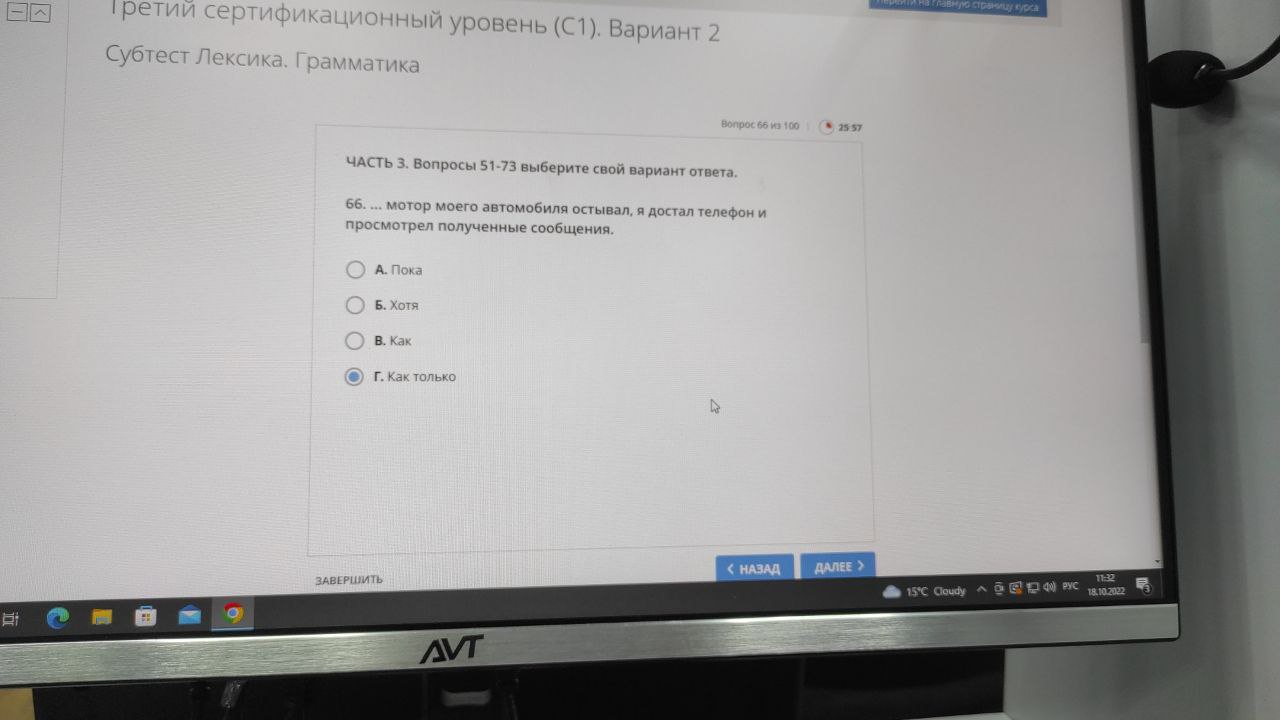 Третий сертификационный уровень (С1). Вариант 2
Перейти на главную страницу курса
Субтест Лексика. Грамматика
Вопрос 66 из 100 | 25:57
ЧАСТЬ 3. Вопросы 51-73 выберите свой вариант ответа.
66. ... мотор моего автомобиля остывал, я достал телефон и
просмотрел полученные сообщения.
А. Пока
Б. Хотя
В. Как
Г. Как только
< НАЗАД
ДАЛЕЕ >
ЗАВЕРШИТЬ
15°C Cloudy
РУС
11:32
18.10.2022
3
AVT